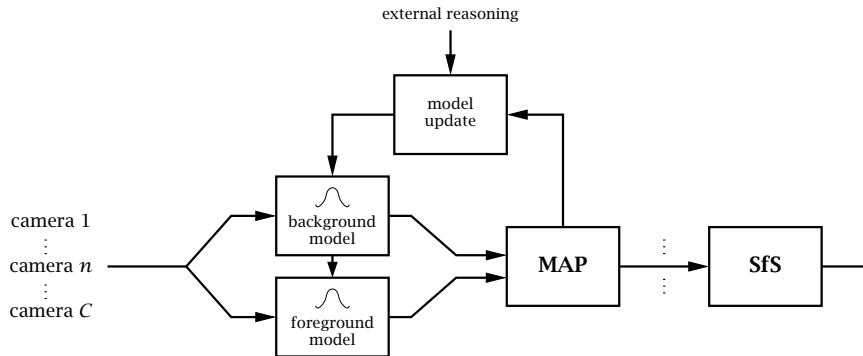 external reasoning
model
update
background
model
camera 1
⋮
camera n
⋮
camera C
MAP
SfS
foreground
model